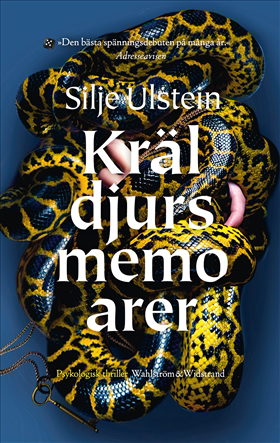 »Den bästa spänningsdebuten på många år.«
Adresseavisen
Silje Ulstein
Kräl
djurs
memo
arer
Psykologisk thriller Wahlström & Widstrand